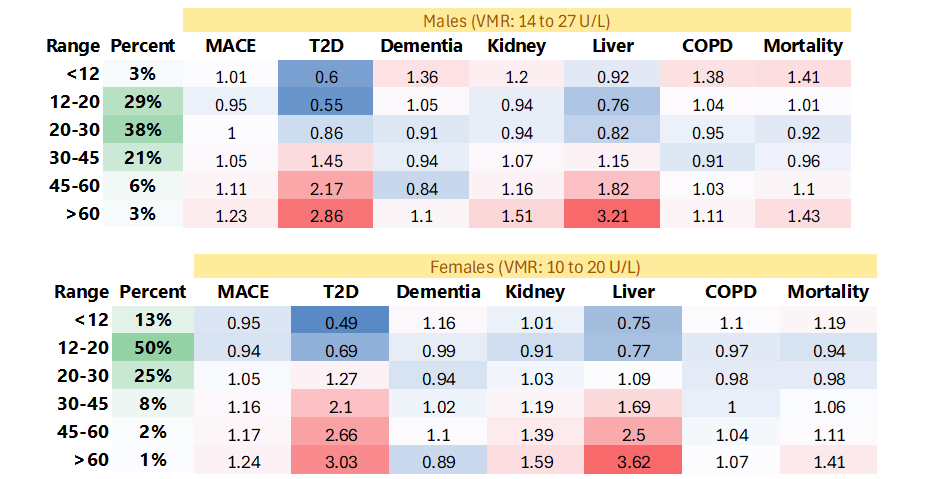 Males (VMR: 14 to 27 U/L)
Range Percent MACE T2D Dementia Kidney Liver COPD Mortality
<12 3% 1.01 0.6 1.36 1.2 0.92 1.38 1.41
12-20 29% 0.95 0.55 1.05 0.94 0.76 1.04 1.01
20-30 38% 1 0.86 0.91 0.94 0.82 0.95 0.92
30-45 21% 1.05 1.45 0.94 1.07 1.15 0.91 0.96
45-60 6% 1.11 2.17 0.84 1.16 1.82 1.03 1.1
>60 3% 1.23 2.86 1.1 1.51 3.21 1.11 1.43
Females (VMR: 10 to 20 U/L)
Range Percent MACE T2D Dementia Kidney Liver COPD Mortality
<12 13% 0.95 0.49 1.16 1.01 0.75 1.1 1.19
12-20 50% 0.94 0.69 0.99 0.91 0.77 0.97 0.94
20-30 25% 1.05 1.27 0.94 1.03 1.09 0.98 0.98
30-45 8% 1.16 2.1 1.02 1.19 1.69 1 1.06
45-60 2% 1.17 2.66 1.1 1.39 2.5 1.04 1.11
>60 1% 1.24 3.03 0.89 1.59 3.62 1.07 1.41